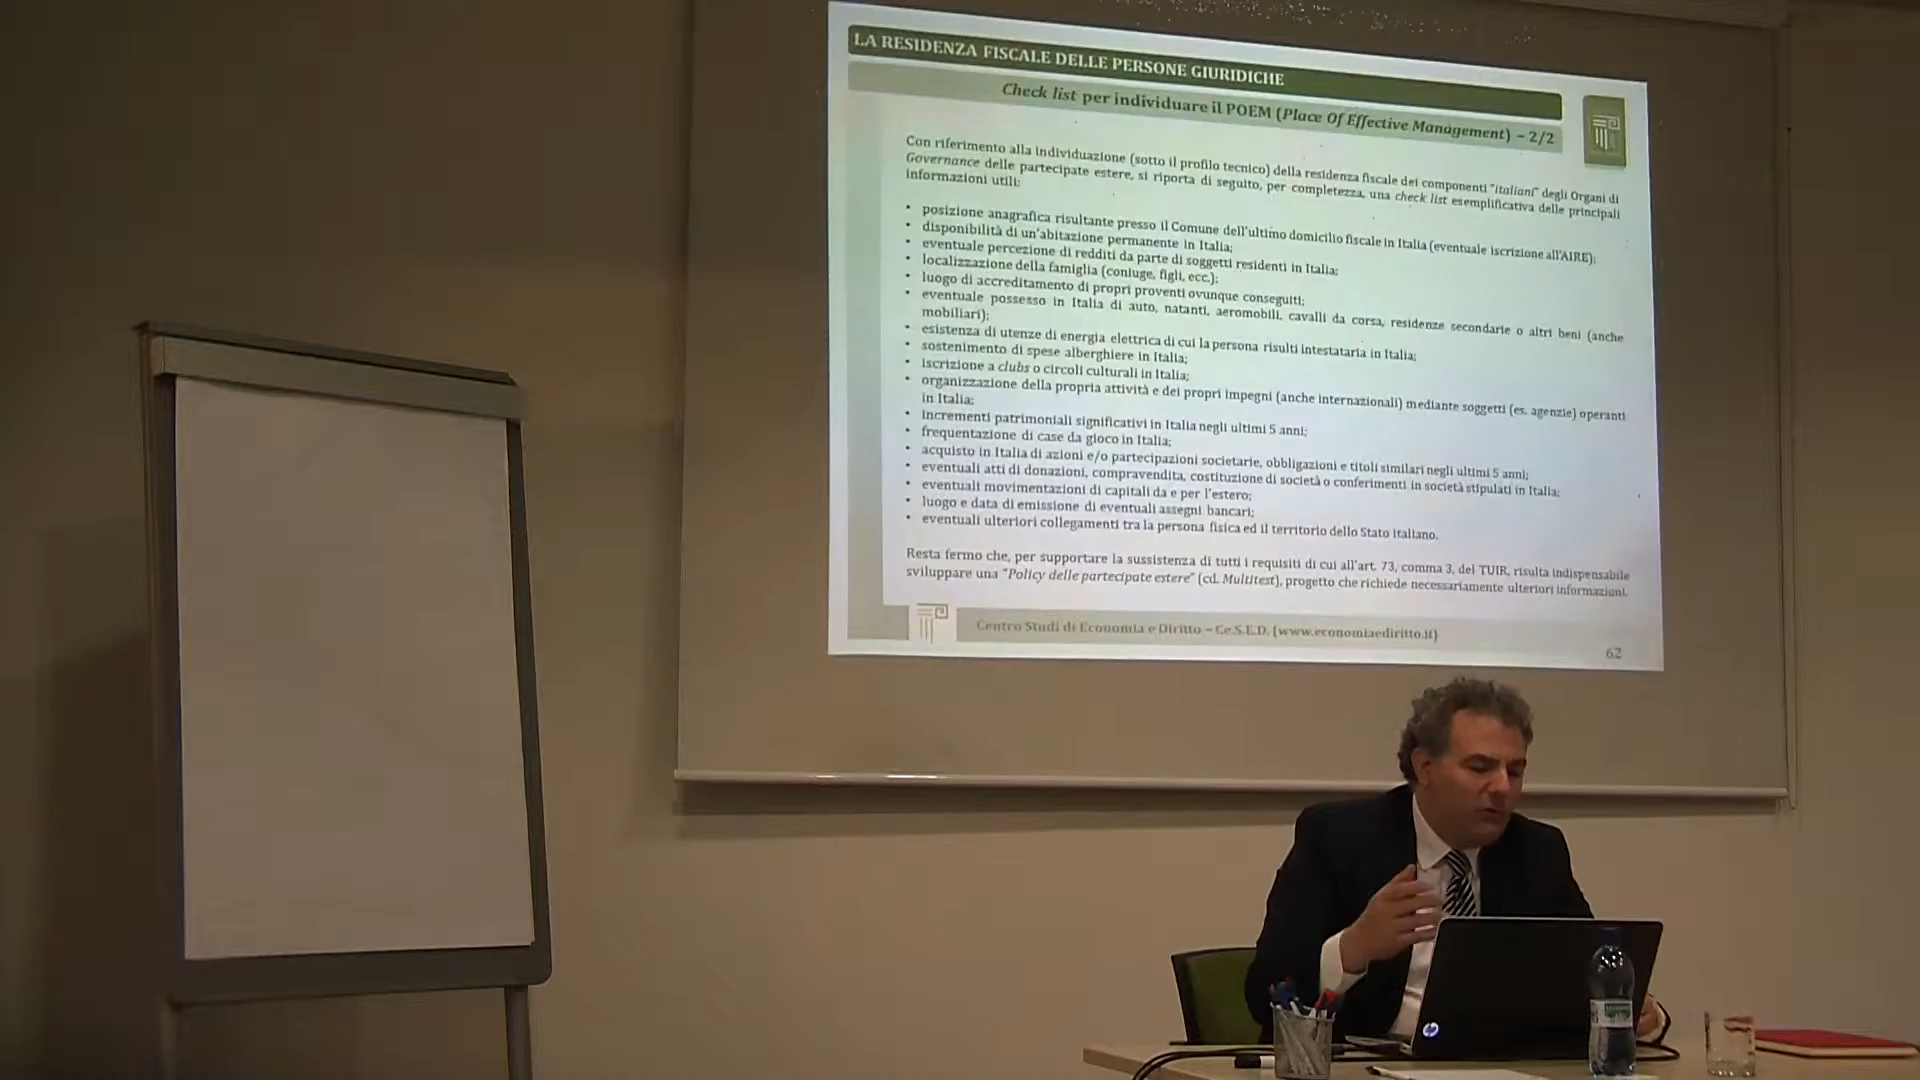 LA RESIDENZA FISCALE DELLE PERSONE GIURIDICHE
Check list per individuare il POEM (Place Of Effective Management) – 2/2
Con riferimento alla individuazione (sotto il profilo tecnico) della residenza fiscale dei componenti "italiani" degli Organi di
Governance delle partecipate estere, si riporta di seguito, per completezza, una check list esemplificativa delle principali
informazioni utili:
• posizione anagrafica risultante presso il Comune dell'ultimo domicilio fiscale in Italia (eventuale iscrizione all'AIRE);
• disponibilità di un'abitazione permanente in Italia;
• eventuale percezione di redditi da parte di soggetti residenti in Italia;
• localizzazione della famiglia (coniuge, figli, ecc.);
• luogo di accreditamento di propri proventi ovunque conseguiti;
• eventuale possesso in Italia di auto, natanti, aeromobili, cavalli da corsa, residenze secondarie o altri beni (anche
mobiliari);
• esistenza di utenze di energia elettrica di cui la persona risulti intestataria in Italia;
• sostenimento di spese alberghiere in Italia;
• iscrizione a clubs o circoli culturali in Italia;
• organizzazione della propria attività e dei propri impegni (anche internazionali) mediante soggetti (es. agenzie) operanti
in Italia;
• incrementi patrimoniali significativi in Italia negli ultimi 5 anni;
• frequentazione di case da gioco in Italia;
• acquisto in Italia di azioni e/o partecipazioni societarie, obbligazioni e titoli similari negli ultimi 5 anni;
• eventuali atti di donazioni, compravendita, costituzione di società o conferimenti in società stipulati in Italia;
• eventuali movimentazioni di capitali da e per l'estero;
• luogo e data di emissione di eventuali assegni bancari;
• eventuali ulteriori collegamenti tra la persona fisica ed il territorio dello Stato italiano.
Resta fermo che, per supportare la sussistenza di tutti i requisiti di cui all'art. 73, comma 3, del TUIR, risulta indispensabile
sviluppare una "Policy delle partecipate estere" (cd. Multitest), progetto che richiede necessariamente ulteriori informazioni.
Centro Studi di Economia e Diritto – Ce.S.E.D. (www.economiaediritto.it)
62
hp